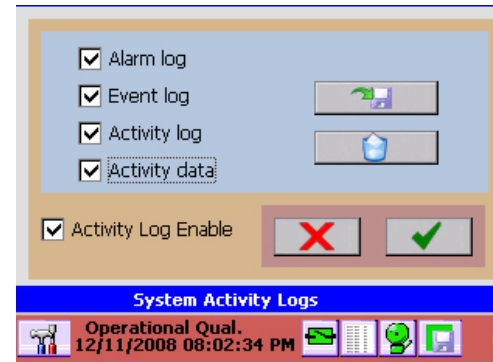 Alarm log
Event log
Activity log
Activity data
Activity Log Enable
System Activity Logs
Operational Qual.
12/11/2008 08:02:34 PM